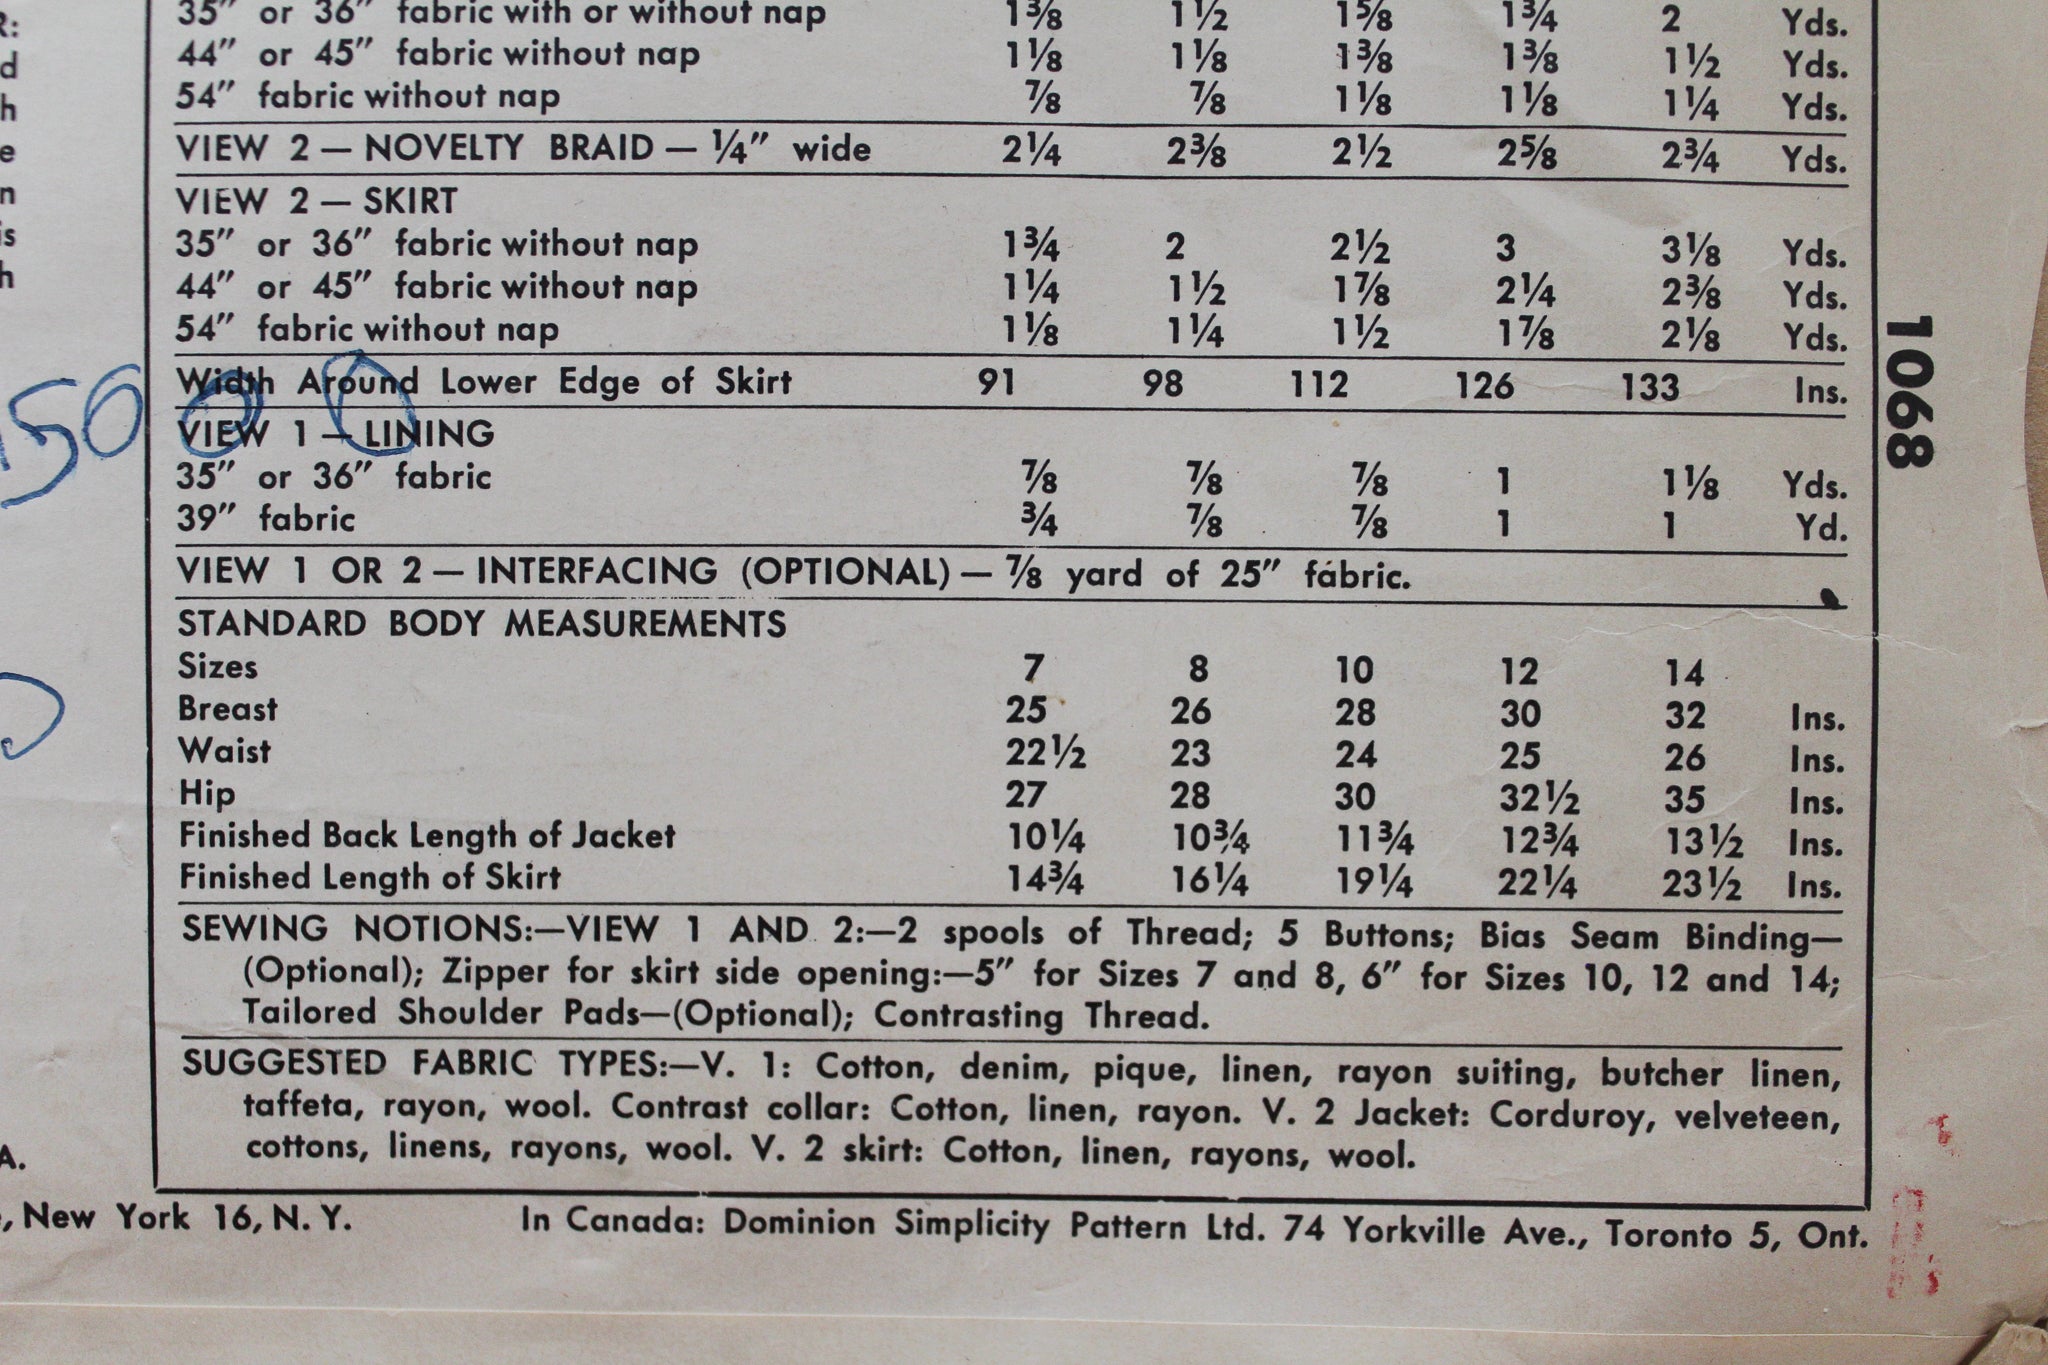 R:
d
h
e
n
is
h
A.
35" or 36" fabric with or without nap 1⅜ 1½ 1⅝ 1¾ 2 Yds.
44" or 45" fabric without nap 1⅛ 1⅛ 1⅜ 1⅜ 1½ Yds.
54" fabric without nap ⅞ ⅞ 1⅛ 1⅛ 1¼ Yds.
VIEW 2 — NOVELTY BRAID — ¼" wide 2¼ 2⅜ 2½ 2⅝ 2¾ Yds.
VIEW 2 — SKIRT
35" or 36" fabric without nap 1¾ 2 2½ 3 3⅛ Yds.
44" or 45" fabric without nap 1¼ 1½ 1⅞ 2¼ 2⅜ Yds.
54" fabric without nap 1⅛ 1¼ 1½ 1⅞ 2⅛ Yds.
Width Around Lower Edge of Skirt 91 98 112 126 133 Ins.
VIEW 1 — LINING
35" or 36" fabric ⅞ ⅞ ⅞ 1 1⅛ Yds.
39" fabric ¾ ⅞ ⅞ 1 1 Yd.
VIEW 1 OR 2 — INTERFACING (OPTIONAL) — ⅞ yard of 25" fabric.
STANDARD BODY MEASUREMENTS
Sizes 7 8 10 12 14
Breast 25 26 28 30 32 Ins.
Waist 22½ 23 24 25 26 Ins.
Hip 27 28 30 32½ 35 Ins.
Finished Back Length of Jacket 10¼ 10¾ 11¾ 12¾ 13½ Ins.
Finished Length of Skirt 14¾ 16¼ 19¼ 22¼ 23½ Ins.
SEWING NOTIONS:—VIEW 1 AND 2:—2 spools of Thread; 5 Buttons; Bias Seam Binding—
(Optional); Zipper for skirt side opening:—5" for Sizes 7 and 8, 6" for Sizes 10, 12 and 14;
Tailored Shoulder Pads—(Optional); Contrasting Thread.
SUGGESTED FABRIC TYPES:—V. 1: Cotton, denim, pique, linen, rayon suiting, butcher linen,
taffeta, rayon, wool. Contrast collar: Cotton, linen, rayon. V. 2 Jacket: Corduroy, velveteen,
cottons, linens, rayons, wool. V. 2 skirt: Cotton, linen, rayons, wool.
, New York 16, N. Y. In Canada: Dominion Simplicity Pattern Ltd. 74 Yorkville Ave., Toronto 5, Ont.
1068